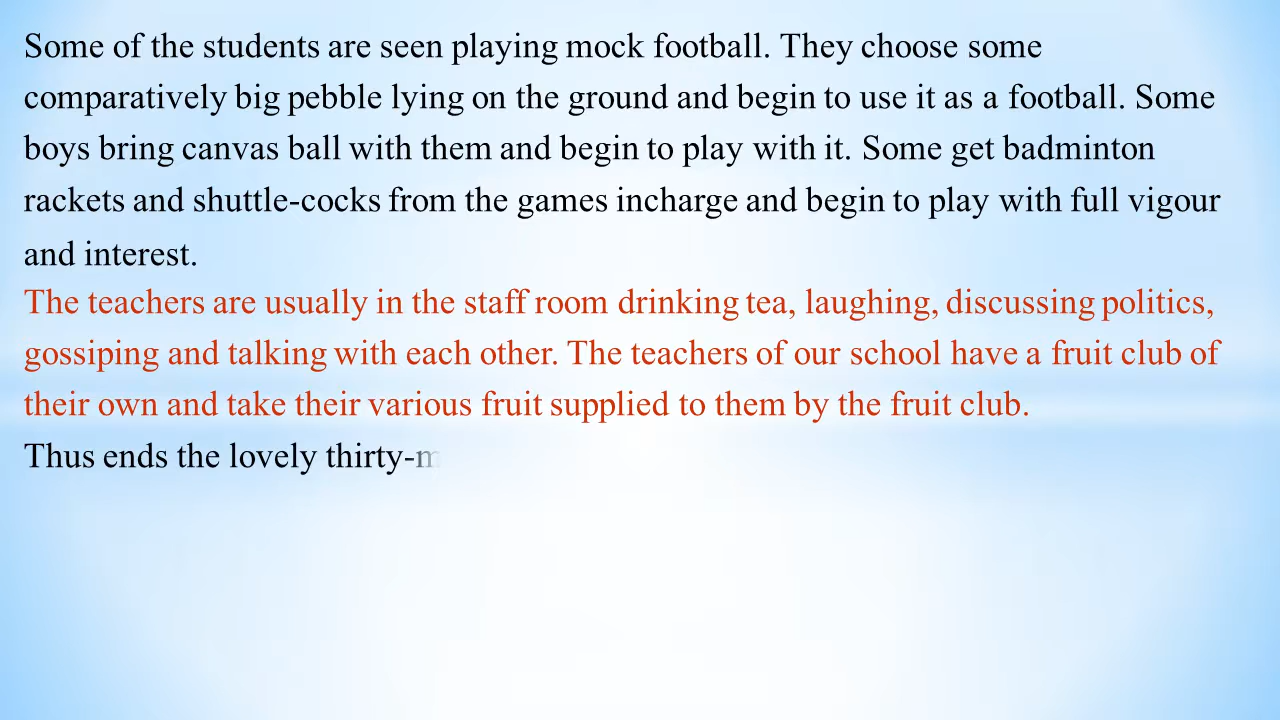 Some of the students are seen playing mock football. They choose some
comparatively big pebble lying on the ground and begin to use it as a football. Some
boys bring canvas ball with them and begin to play with it. Some get badminton
rackets and shuttle-cocks from the games incharge and begin to play with full vigour
and interest.
The teachers are usually in the staff room drinking tea, laughing, discussing politics,
gossiping and talking with each other. The teachers of our school have a fruit club of
their own and take their various fruit supplied to them by the fruit club.
Thus ends the lovely thirty-m